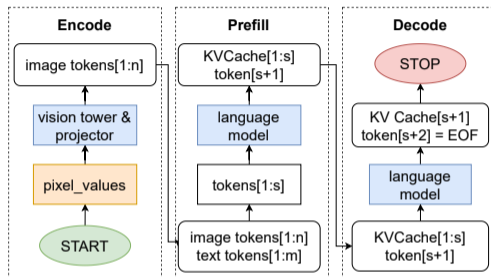 Encode
image tokens[1:n]
vision tower &
projector
pixel_values
START
Prefill
KVCache[1:s]
token[s+1]
language
model
tokens[1:s]
image tokens[1:n]
text tokens[1:m]
Decode
STOP
KV Cache[s+1]
token[s+2] = EOF
language
model
KVCache[1:s]
token[s+1]